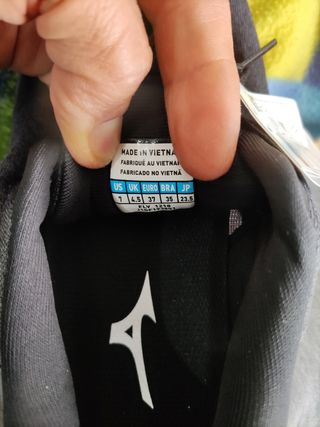 MADE IN VIETNAM
FABRIQUÉ AU VIETNAM
FABRICADO NO VIETNÃ
US UK EURO BRA JP
7 4.5 37 35 23.5